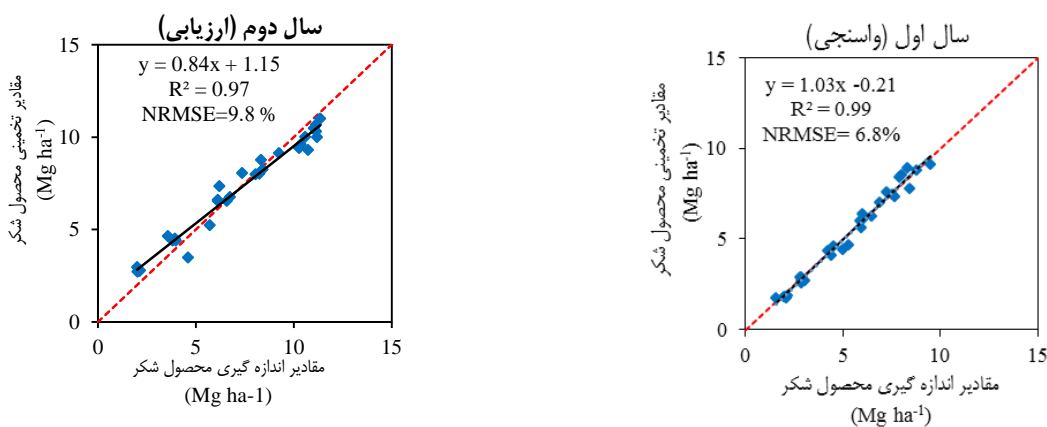 سال دوم (ارزیابی)
15
10
5
0
y = 0.84x + 1.15
R² = 0.97
NRMSE=9.8 %
مقادیر تخمینی محصول شکر
(Mg ha⁻¹)
0 5 10 15
مقادیر اندازه گیری محصول شکر
(Mg ha-1)
سال اول (واسنجی)
15
10
5
0
y = 1.03x -0.21
R² = 0.99
NRMSE= 6.8%
مقادیر تخمینی محصول شکر
(Mg ha⁻¹)
0 5 10 15
مقادیر اندازه گیری محصول شکر
(Mg ha⁻¹)